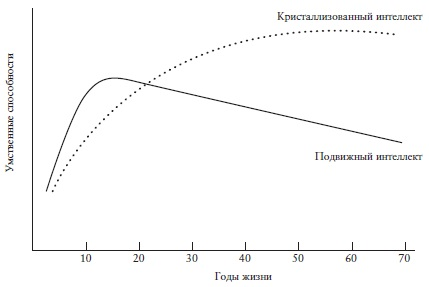 Кристаллизованный интеллект
Умственные способности
Подвижный интеллект
10 20 30 40 50 60 70
Годы жизни